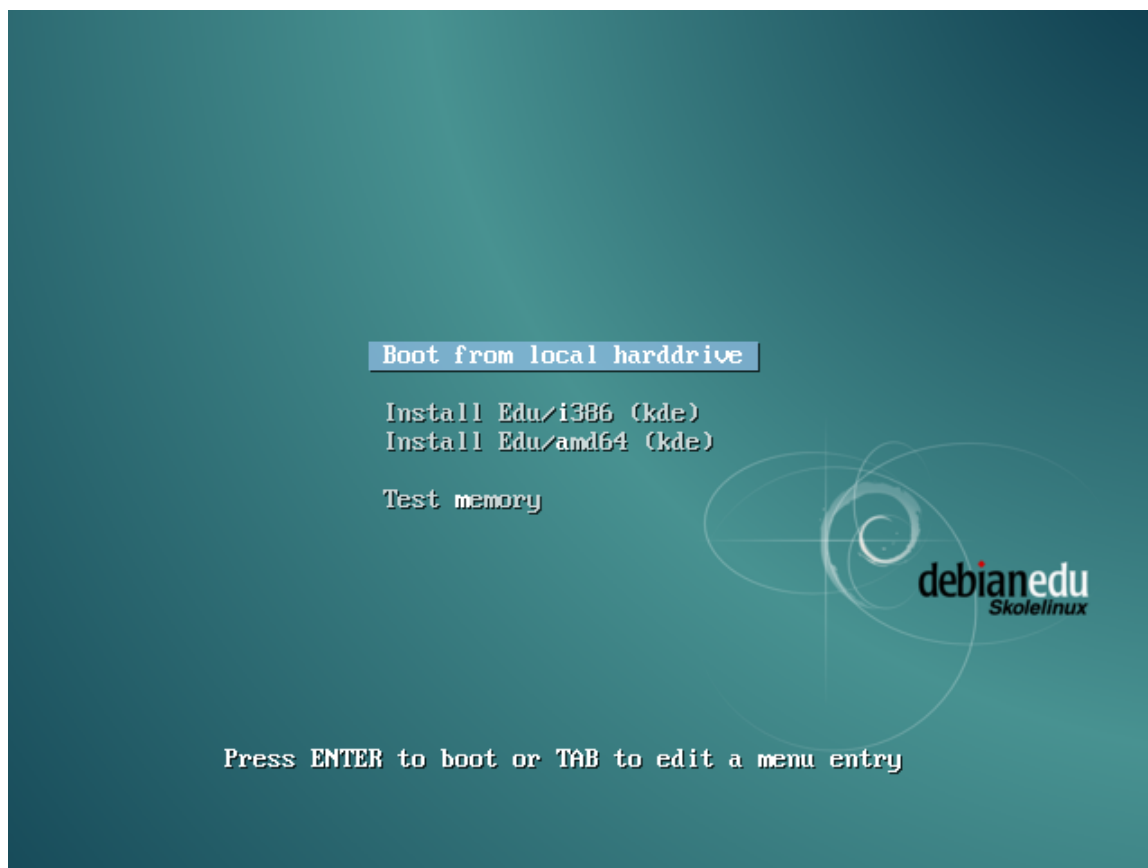 Boot from local harddrive
Install Edu/i386 (kde)
Install Edu/amd64 (kde)
Test memory
debianedu
Skolelinux
Press ENTER to boot or TAB to edit a menu entry